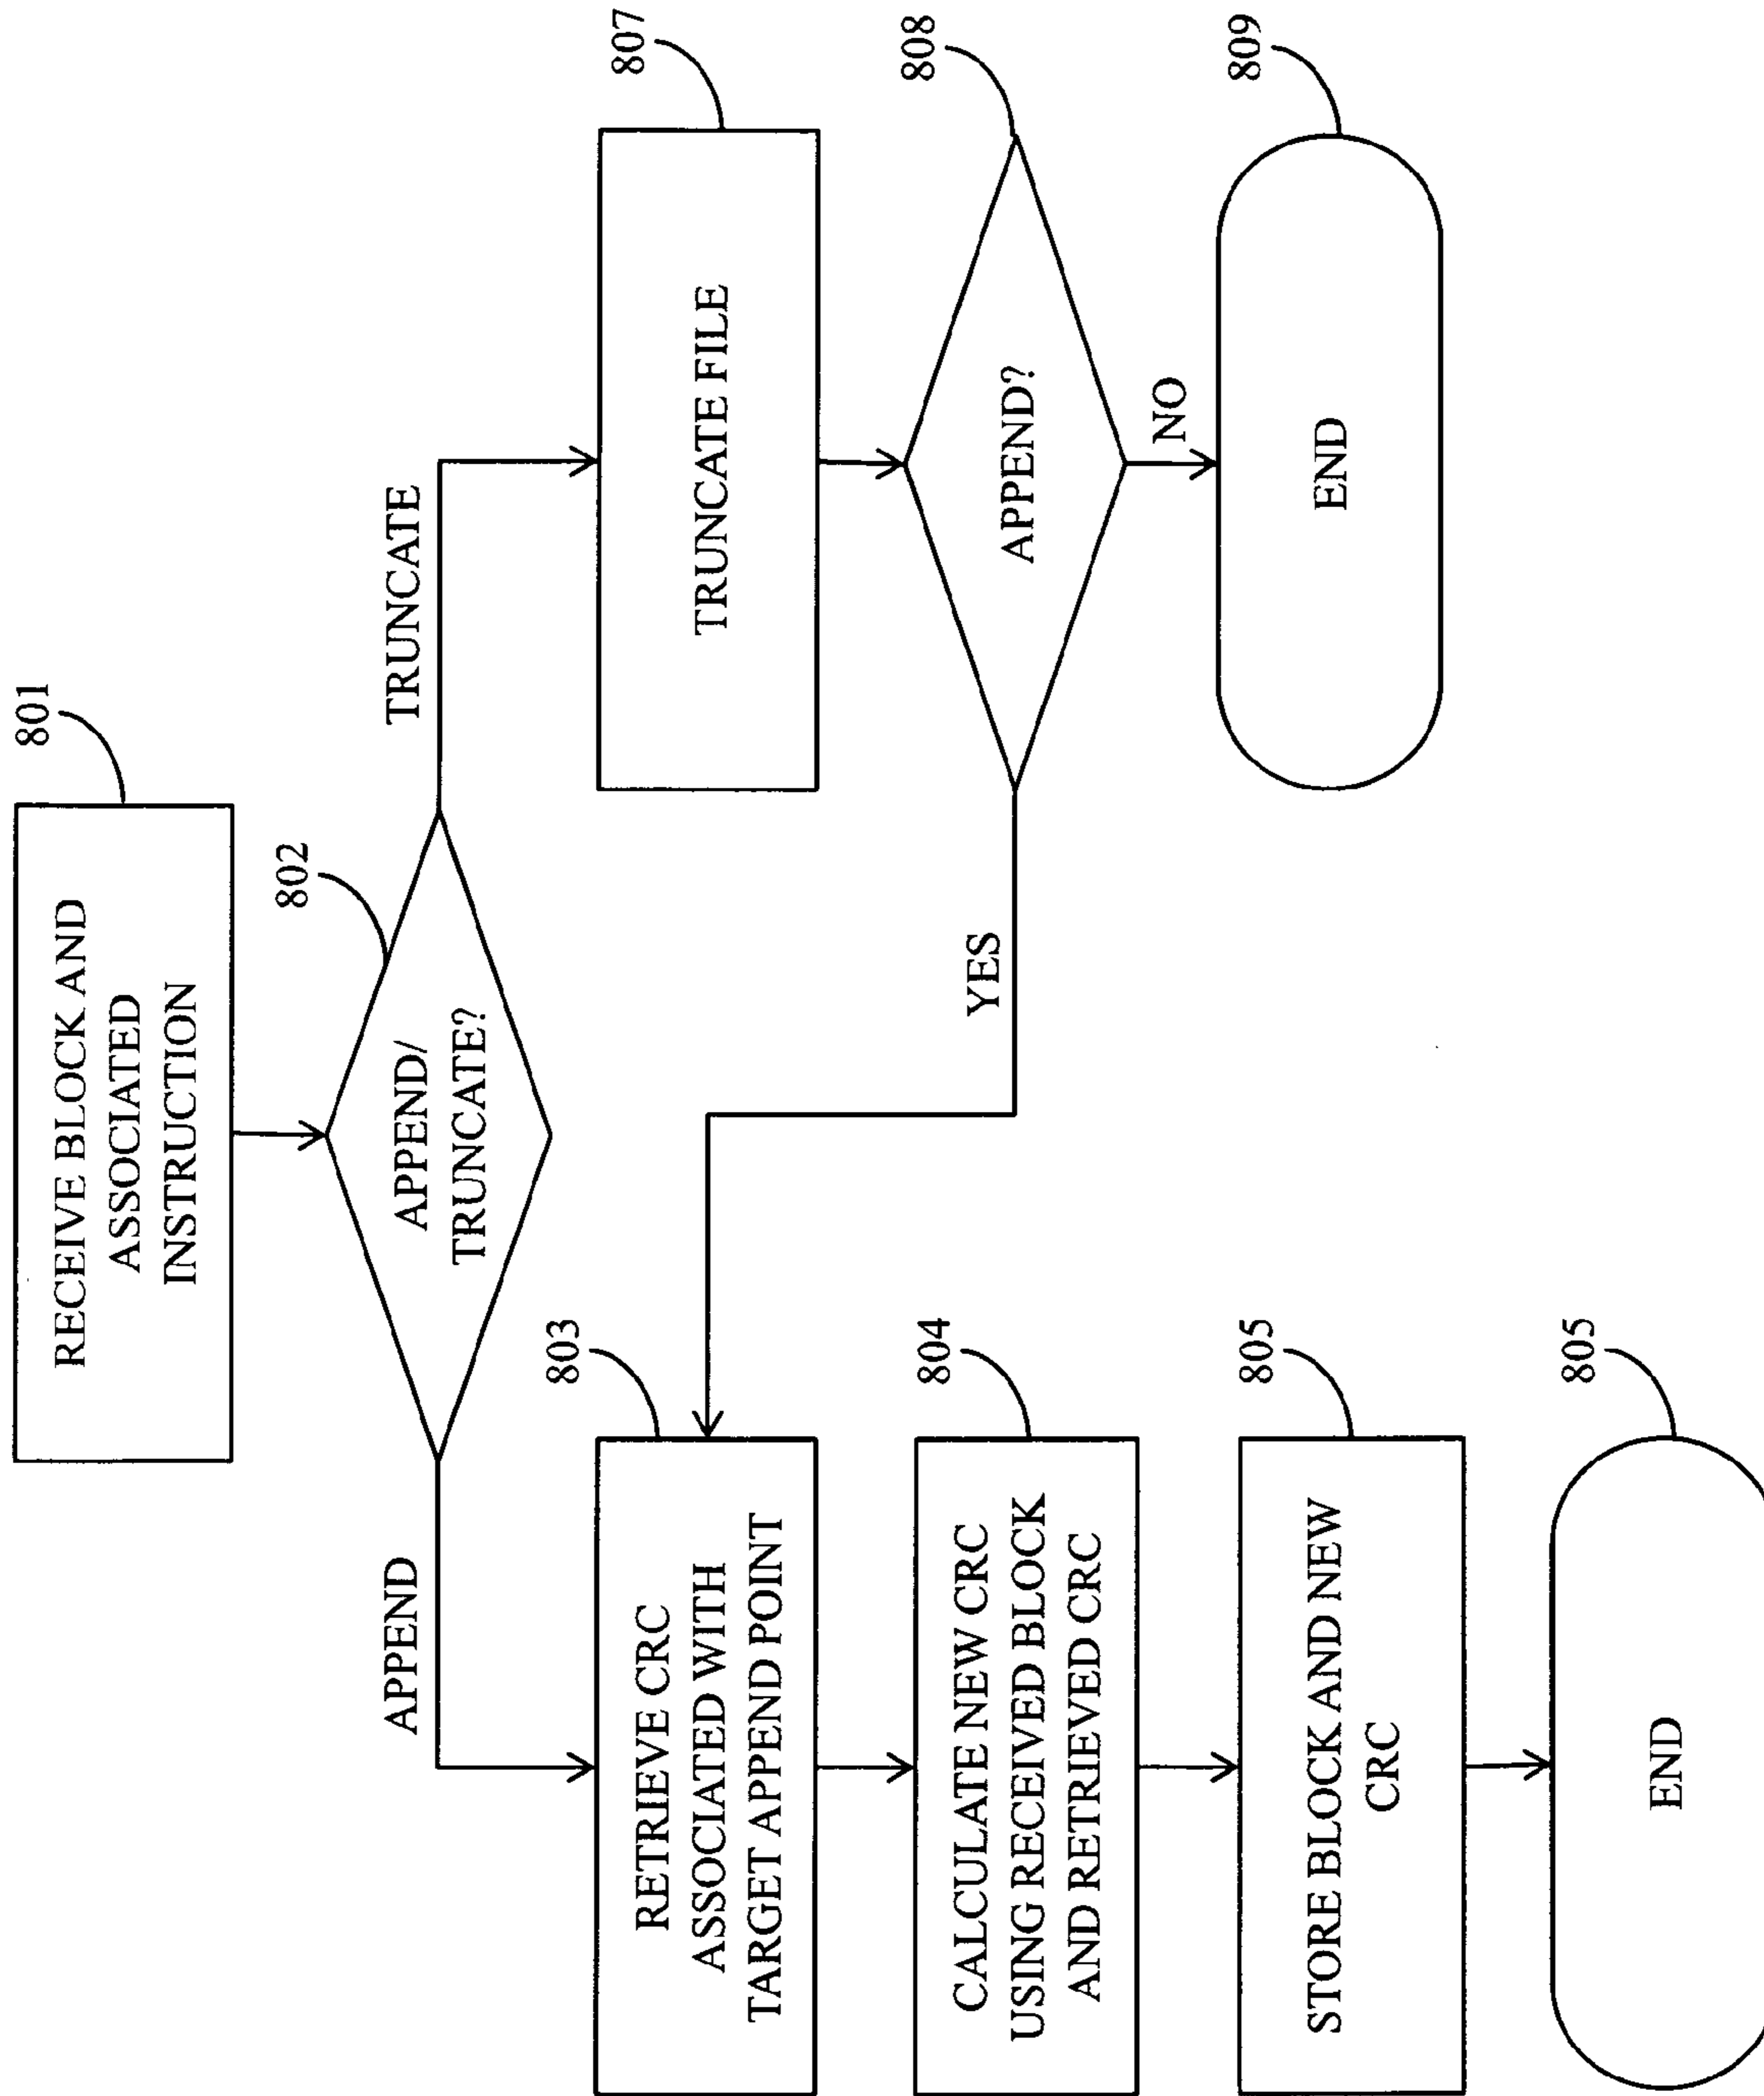 801
RECEIVE BLOCK AND
ASSOCIATED
INSTRUCTION
802
APPEND/
TRUNCATE?
APPEND
TRUNCATE
803
RETRIEVE CRC
ASSOCIATED WITH
TARGET APPEND POINT
804
CALCULATE NEW CRC
USING RECEIVED BLOCK
AND RETRIEVED CRC
805
STORE BLOCK AND NEW
CRC
805
END
807
TRUNCATE FILE
808
APPEND?
YES
NO
809
END